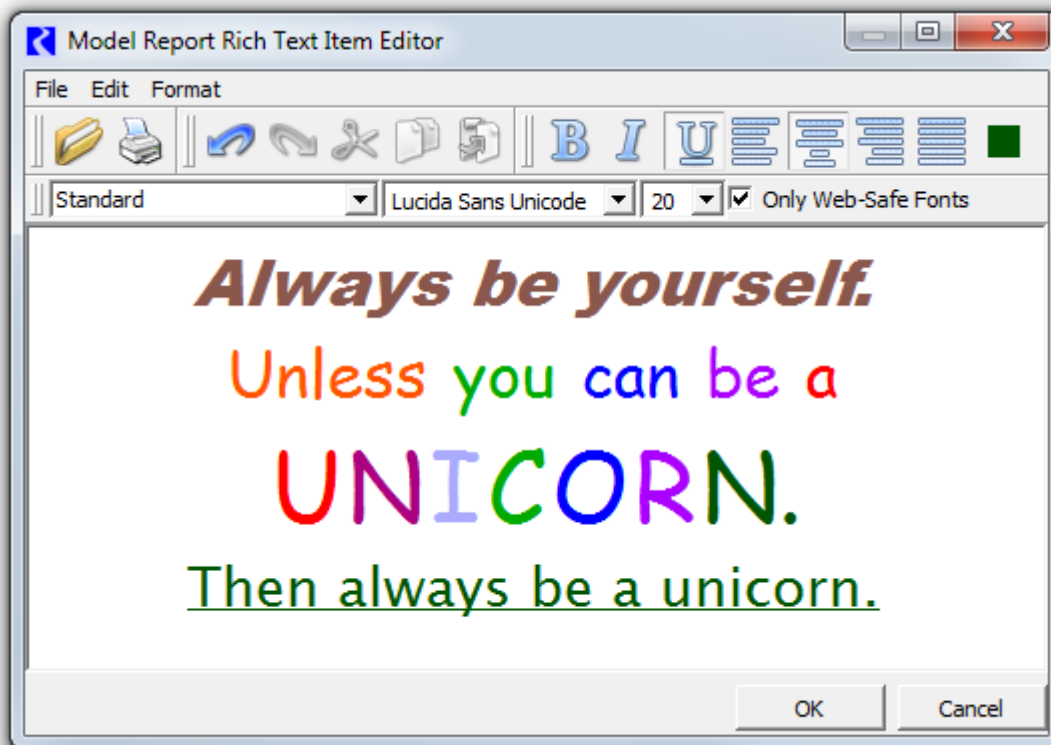 Model Report Rich Text Item Editor
File Edit Format
B I U
Standard Lucida Sans Unicode 20 Only Web-Safe Fonts
Always be yourself.
Unless you can be a
UNICORN.
Then always be a unicorn.
OK Cancel